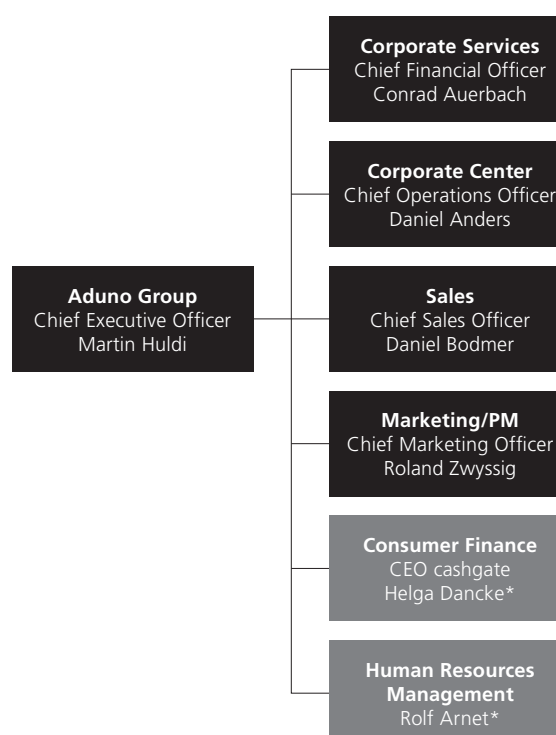 Corporate Services
Chief Financial Officer
Conrad Auerbach
Corporate Center
Chief Operations Officer
Daniel Anders
Aduno Group
Chief Executive Officer
Martin Huldi
Sales
Chief Sales Officer
Daniel Bodmer
Marketing/PM
Chief Marketing Officer
Roland Zwyssig
Consumer Finance
CEO cashgate
Helga Dancke*
Human Resources
Management
Rolf Arnet*